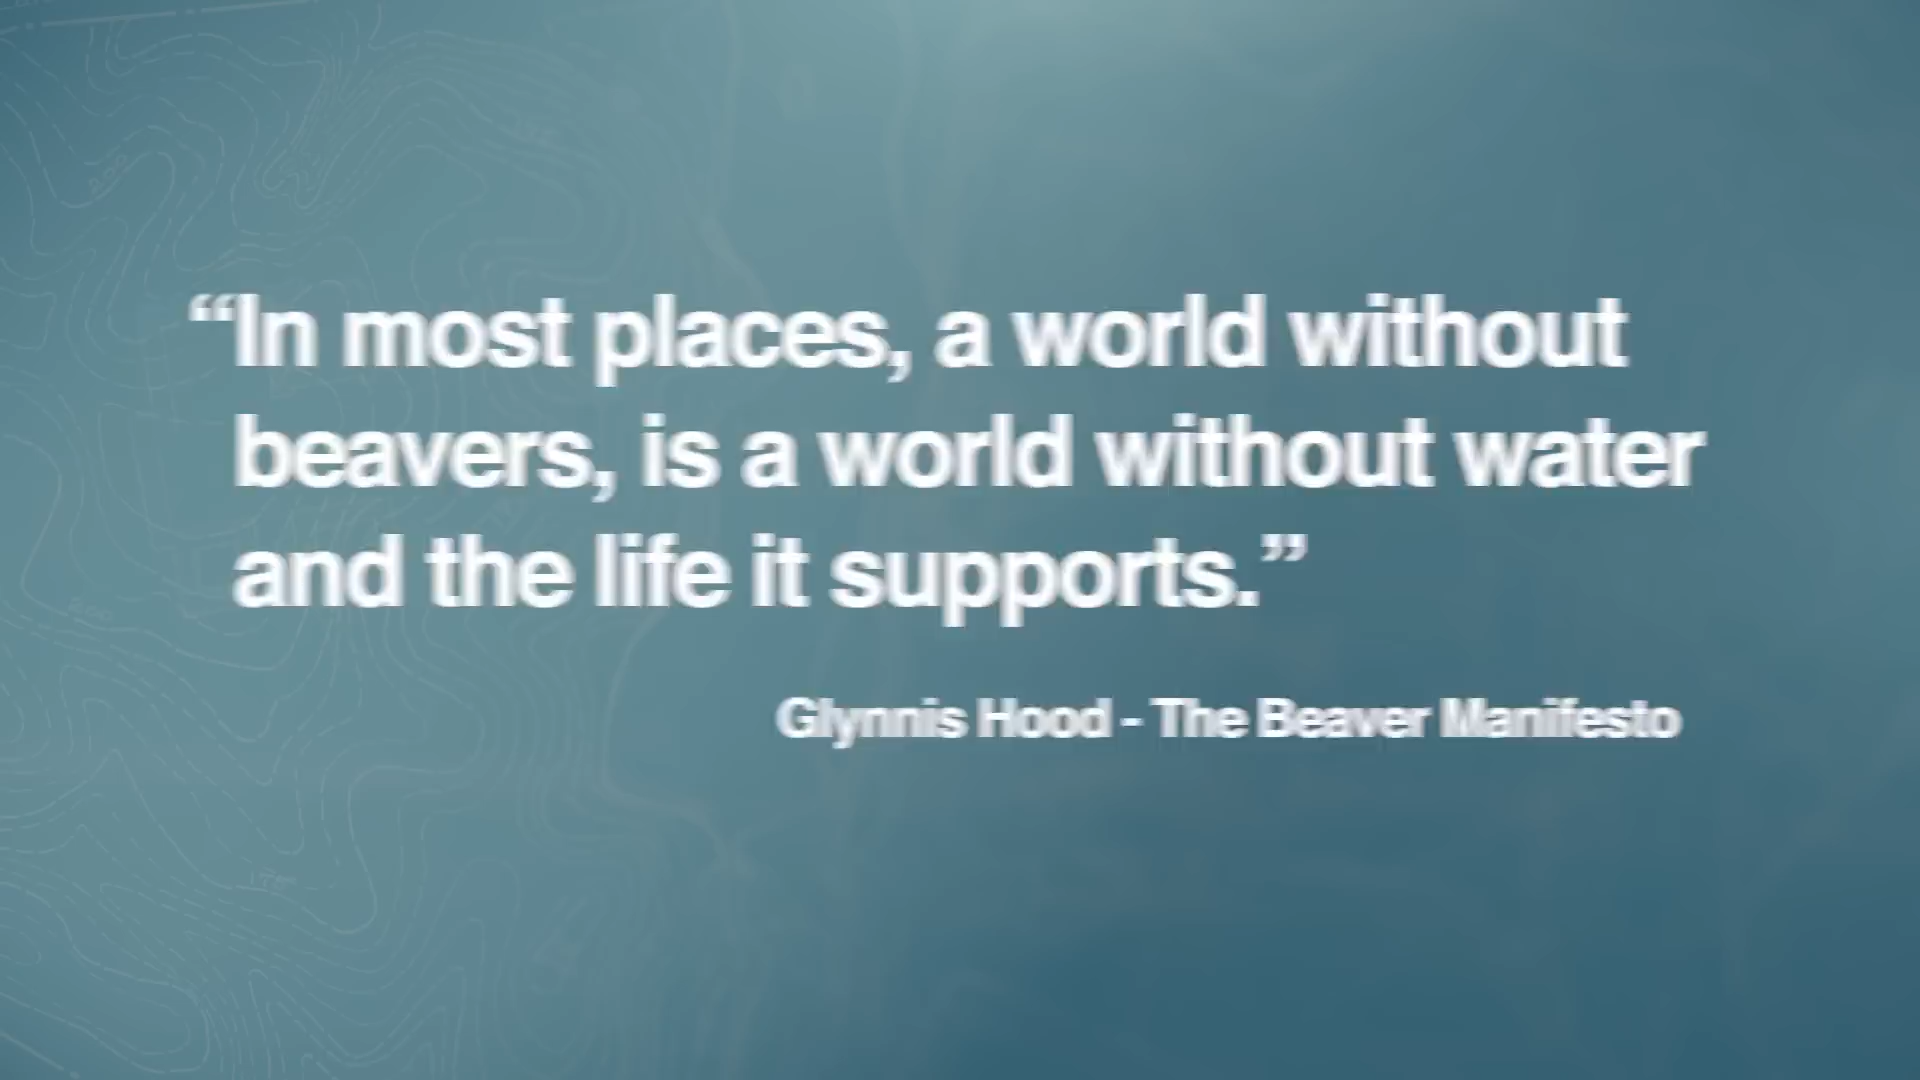 “In most places, a world without
beavers, is a world without water
and the life it supports.”
Glynnis Hood - The Beaver Manifesto